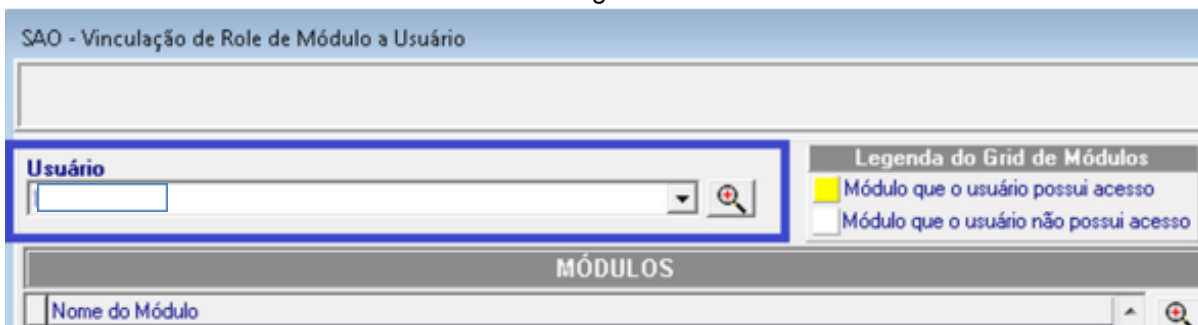 SAO - Vinculação de Role de Módulo a Usuário
Usuário
Legenda do Grid de Módulos
Módulo que o usuário possui acesso
Módulo que o usuário não possui acesso
MÓDULOS
Nome do Módulo